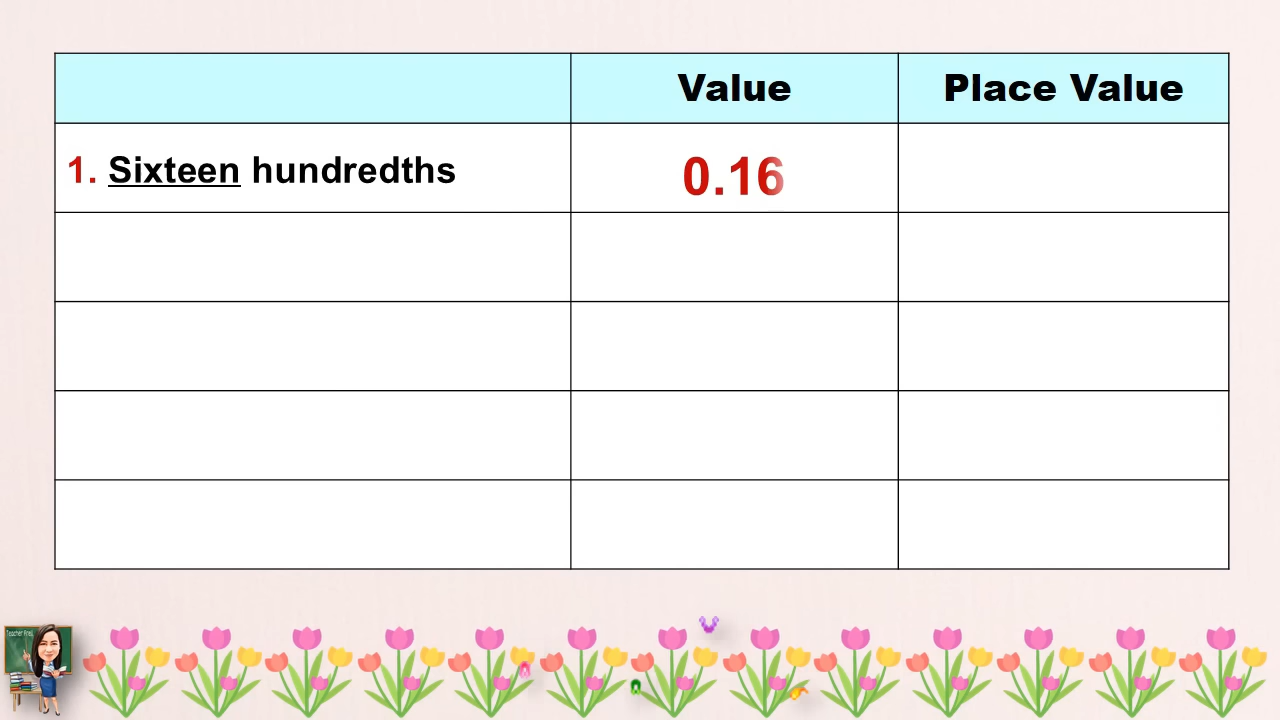 Value Place Value
1. Sixteen hundredths 0.16